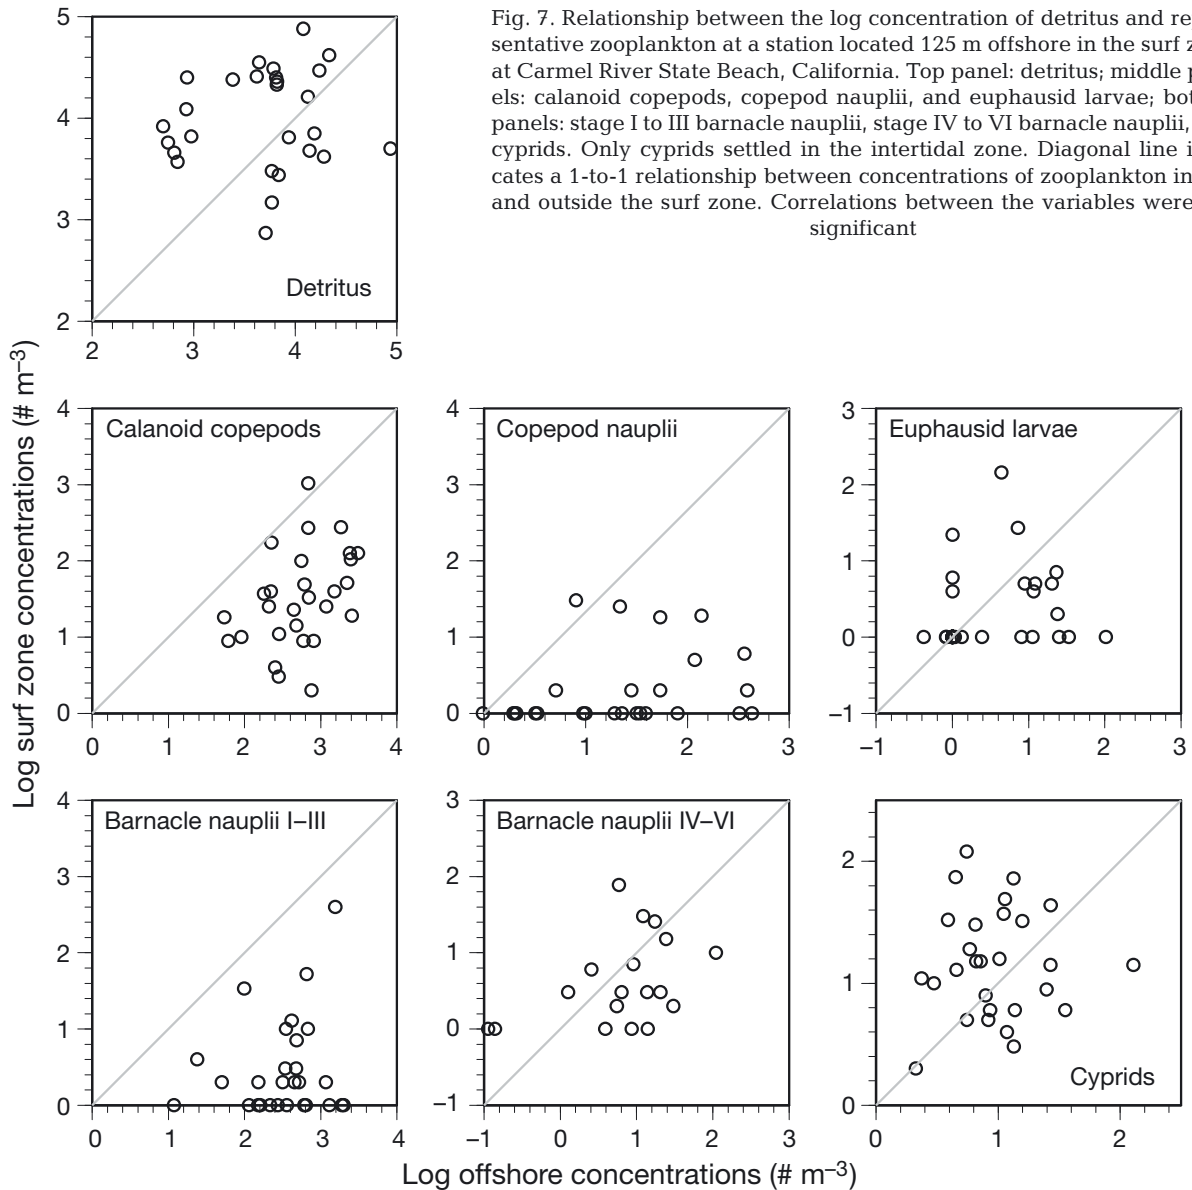 Fig. 7. Relationship between the log concentration of detritus and re
sentative zooplankton at a station located 125 m offshore in the surf z
at Carmel River State Beach, California. Top panel: detritus; middle p
els: calanoid copepods, copepod nauplii, and euphausid larvae; bot
panels: stage I to III barnacle nauplii, stage IV to VI barnacle nauplii,
cyprids. Only cyprids settled in the intertidal zone. Diagonal line i
cates a 1-to-1 relationship between concentrations of zooplankton in
and outside the surf zone. Correlations between the variables were
significant
5
4
3
2
Detritus
2 3 4 5
Log surf zone concentrations (# m⁻³)
4
3
2
1
0
Calanoid copepods
0 1 2 3 4
4
3
2
1
0
Copepod nauplii
0 1 2 3
3
2
1
0
–1
Euphausid larvae
–1 0 1 2 3
4
3
2
1
0
Barnacle nauplii I–III
0 1 2 3 4
3
2
1
0
–1
Barnacle nauplii IV–VI
–1 0 1 2 3
2
1
0
Cyprids
0 1 2
Log offshore concentrations (# m⁻³)